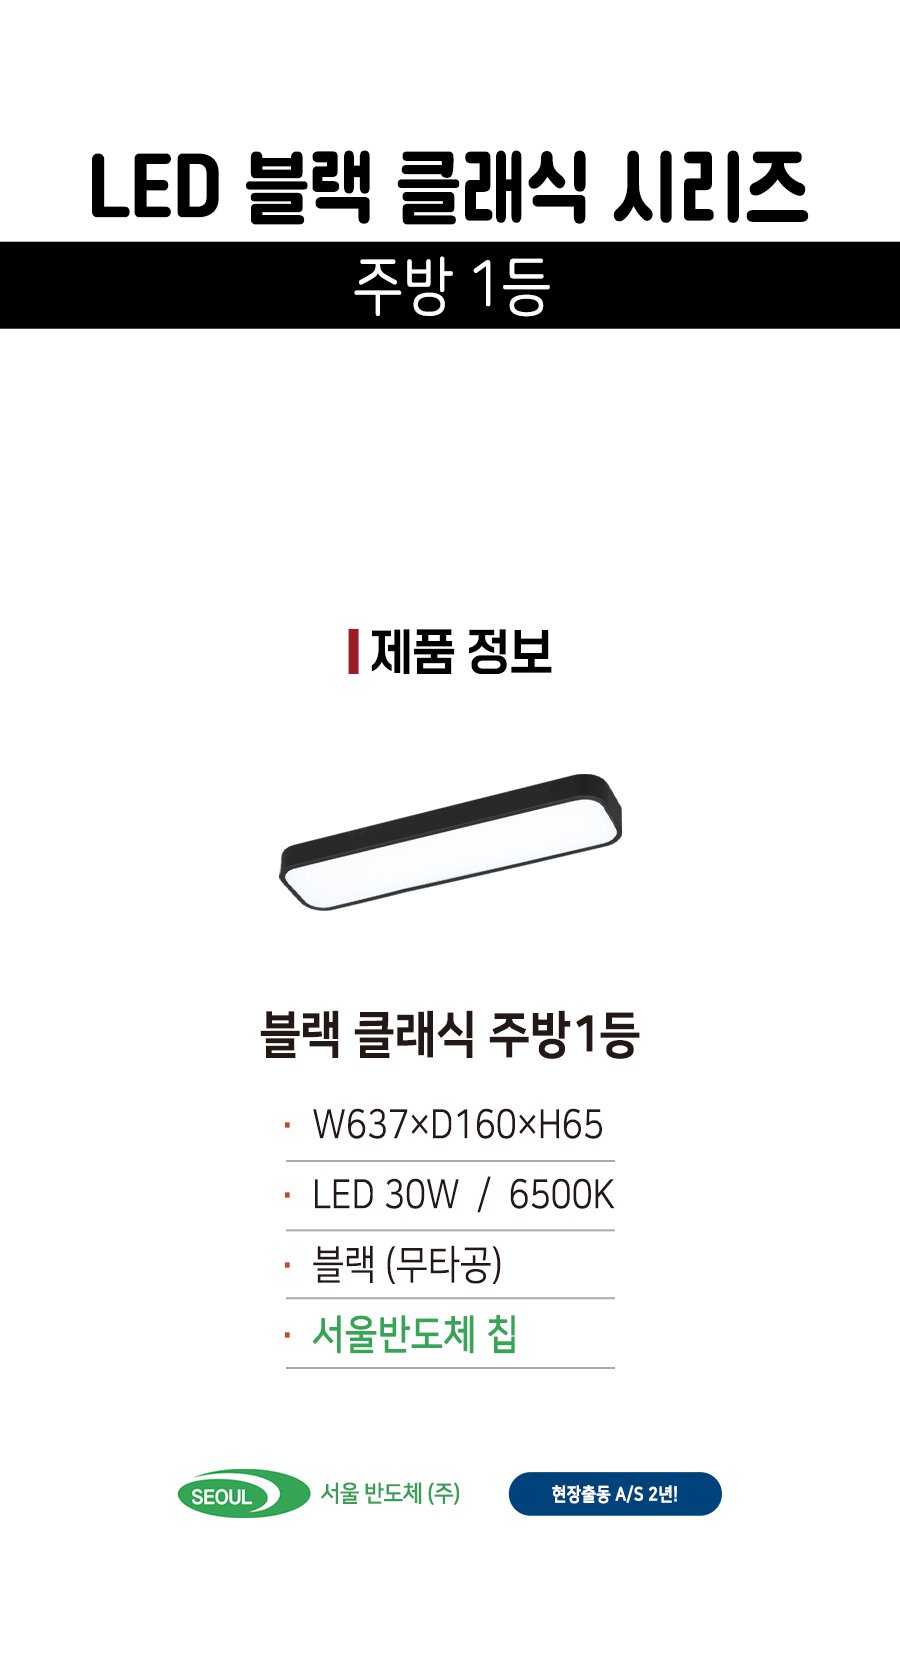 LED 블랙 클래식 시리즈
주방 1등
제품 정보
블랙 클래식 주방1등
· W637×D160×H65
· LED 30W / 6500K
· 블랙 (무타공)
· 서울반도체 칩
SEOUL 서울 반도체 (주) 현장출동 A/S 2년!